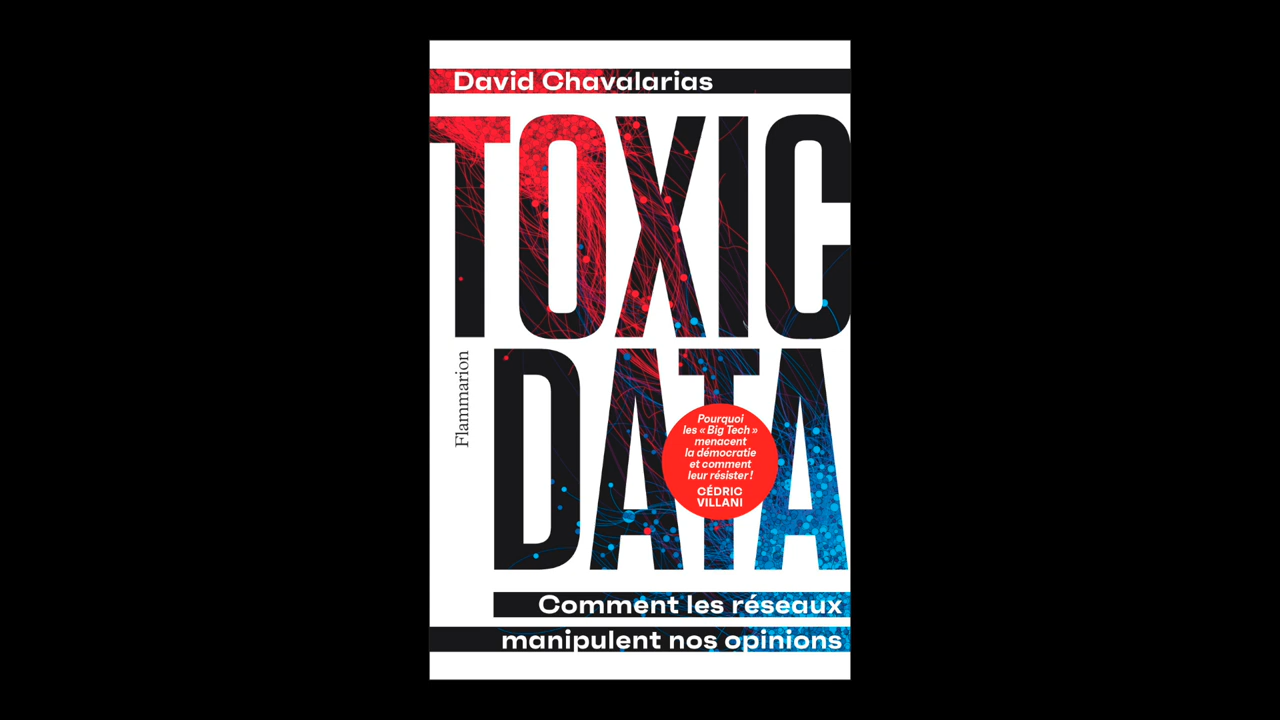 David Chavalarias
TOXIC
DATA
Flammarion
Pourquoi
les « Big Tech »
menacent
la démocratie
et comment
leur résister !
CÉDRIC
VILLANI
Comment les réseaux
manipulent nos opinions